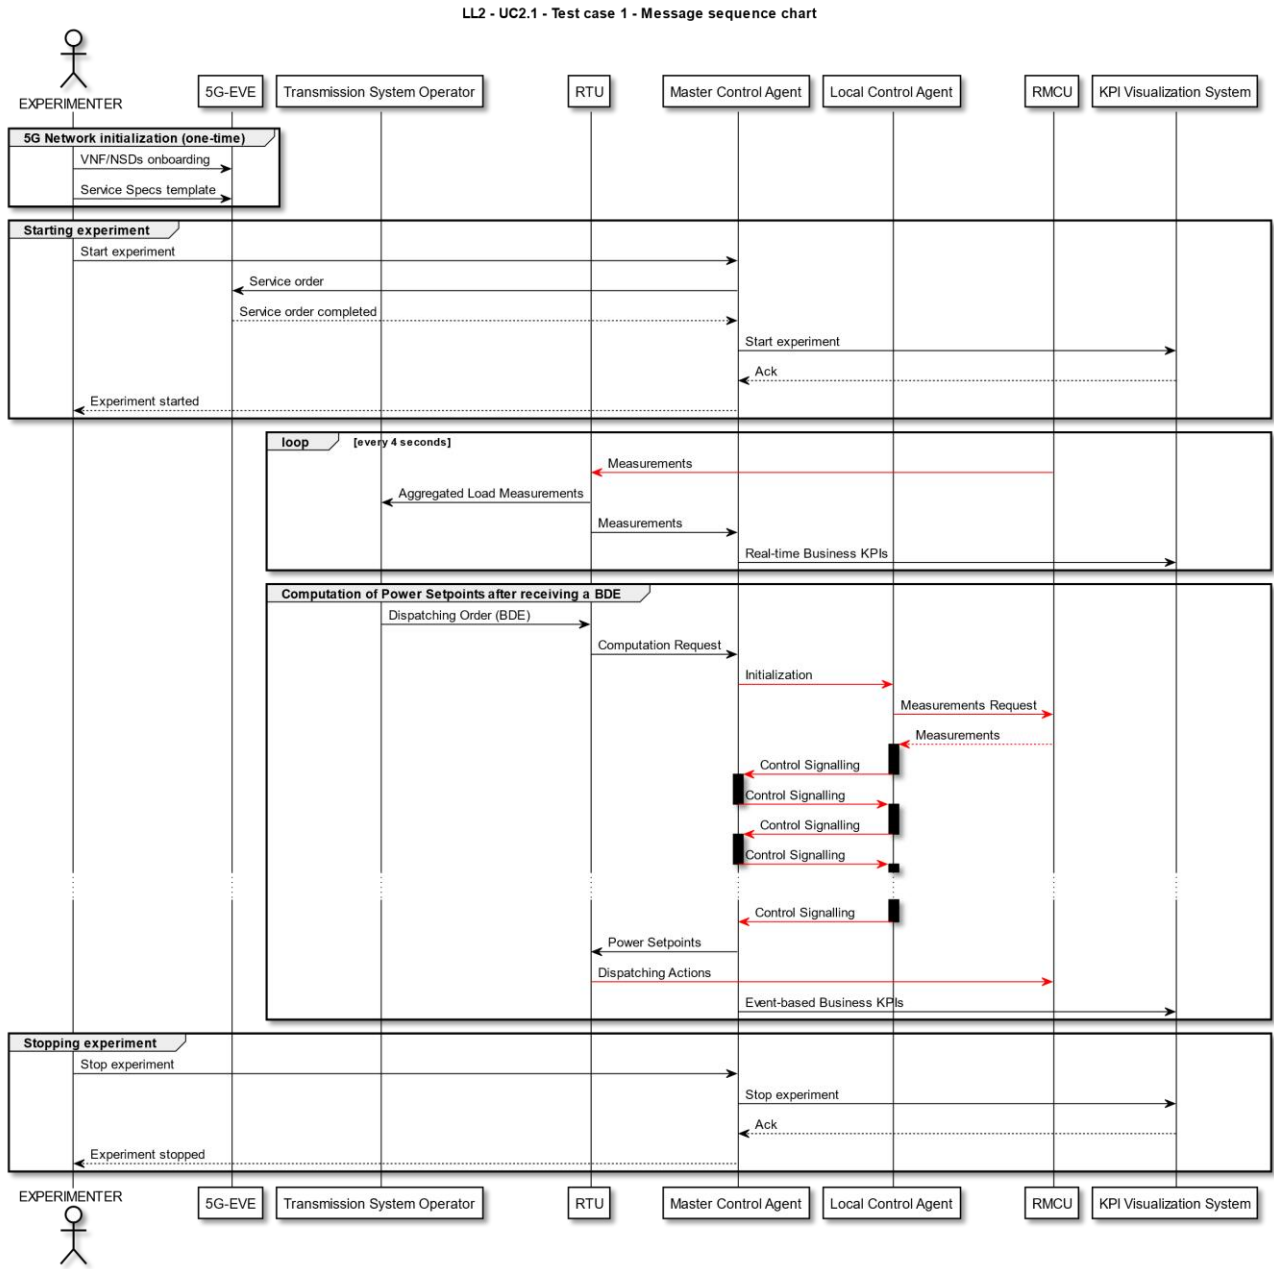 LL2 - UC2.1 - Test case 1 - Message sequence chart
EXPERIMENTER
5G-EVE
Transmission System Operator
RTU
Master Control Agent
Local Control Agent
RMCU
KPI Visualization System
5G Network initialization (one-time)
VNF/NSDs onboarding
Service Specs template
Starting experiment
Start experiment
Service order
Service order completed
Start experiment
Ack
Experiment started
loop [every 4 seconds]
Measurements
Aggregated Load Measurements
Measurements
Real-time Business KPIs
Computation of Power Setpoints after receiving a BDE
Dispatching Order (BDE)
Computation Request
Initialization
Measurements Request
Measurements
Control Signalling
Control Signalling
Control Signalling
Control Signalling
Control Signalling
Power Setpoints
Dispatching Actions
Event-based Business KPIs
Stopping experiment
Stop experiment
Stop experiment
Ack
Experiment stopped
EXPERIMENTER
5G-EVE
Transmission System Operator
RTU
Master Control Agent
Local Control Agent
RMCU
KPI Visualization System